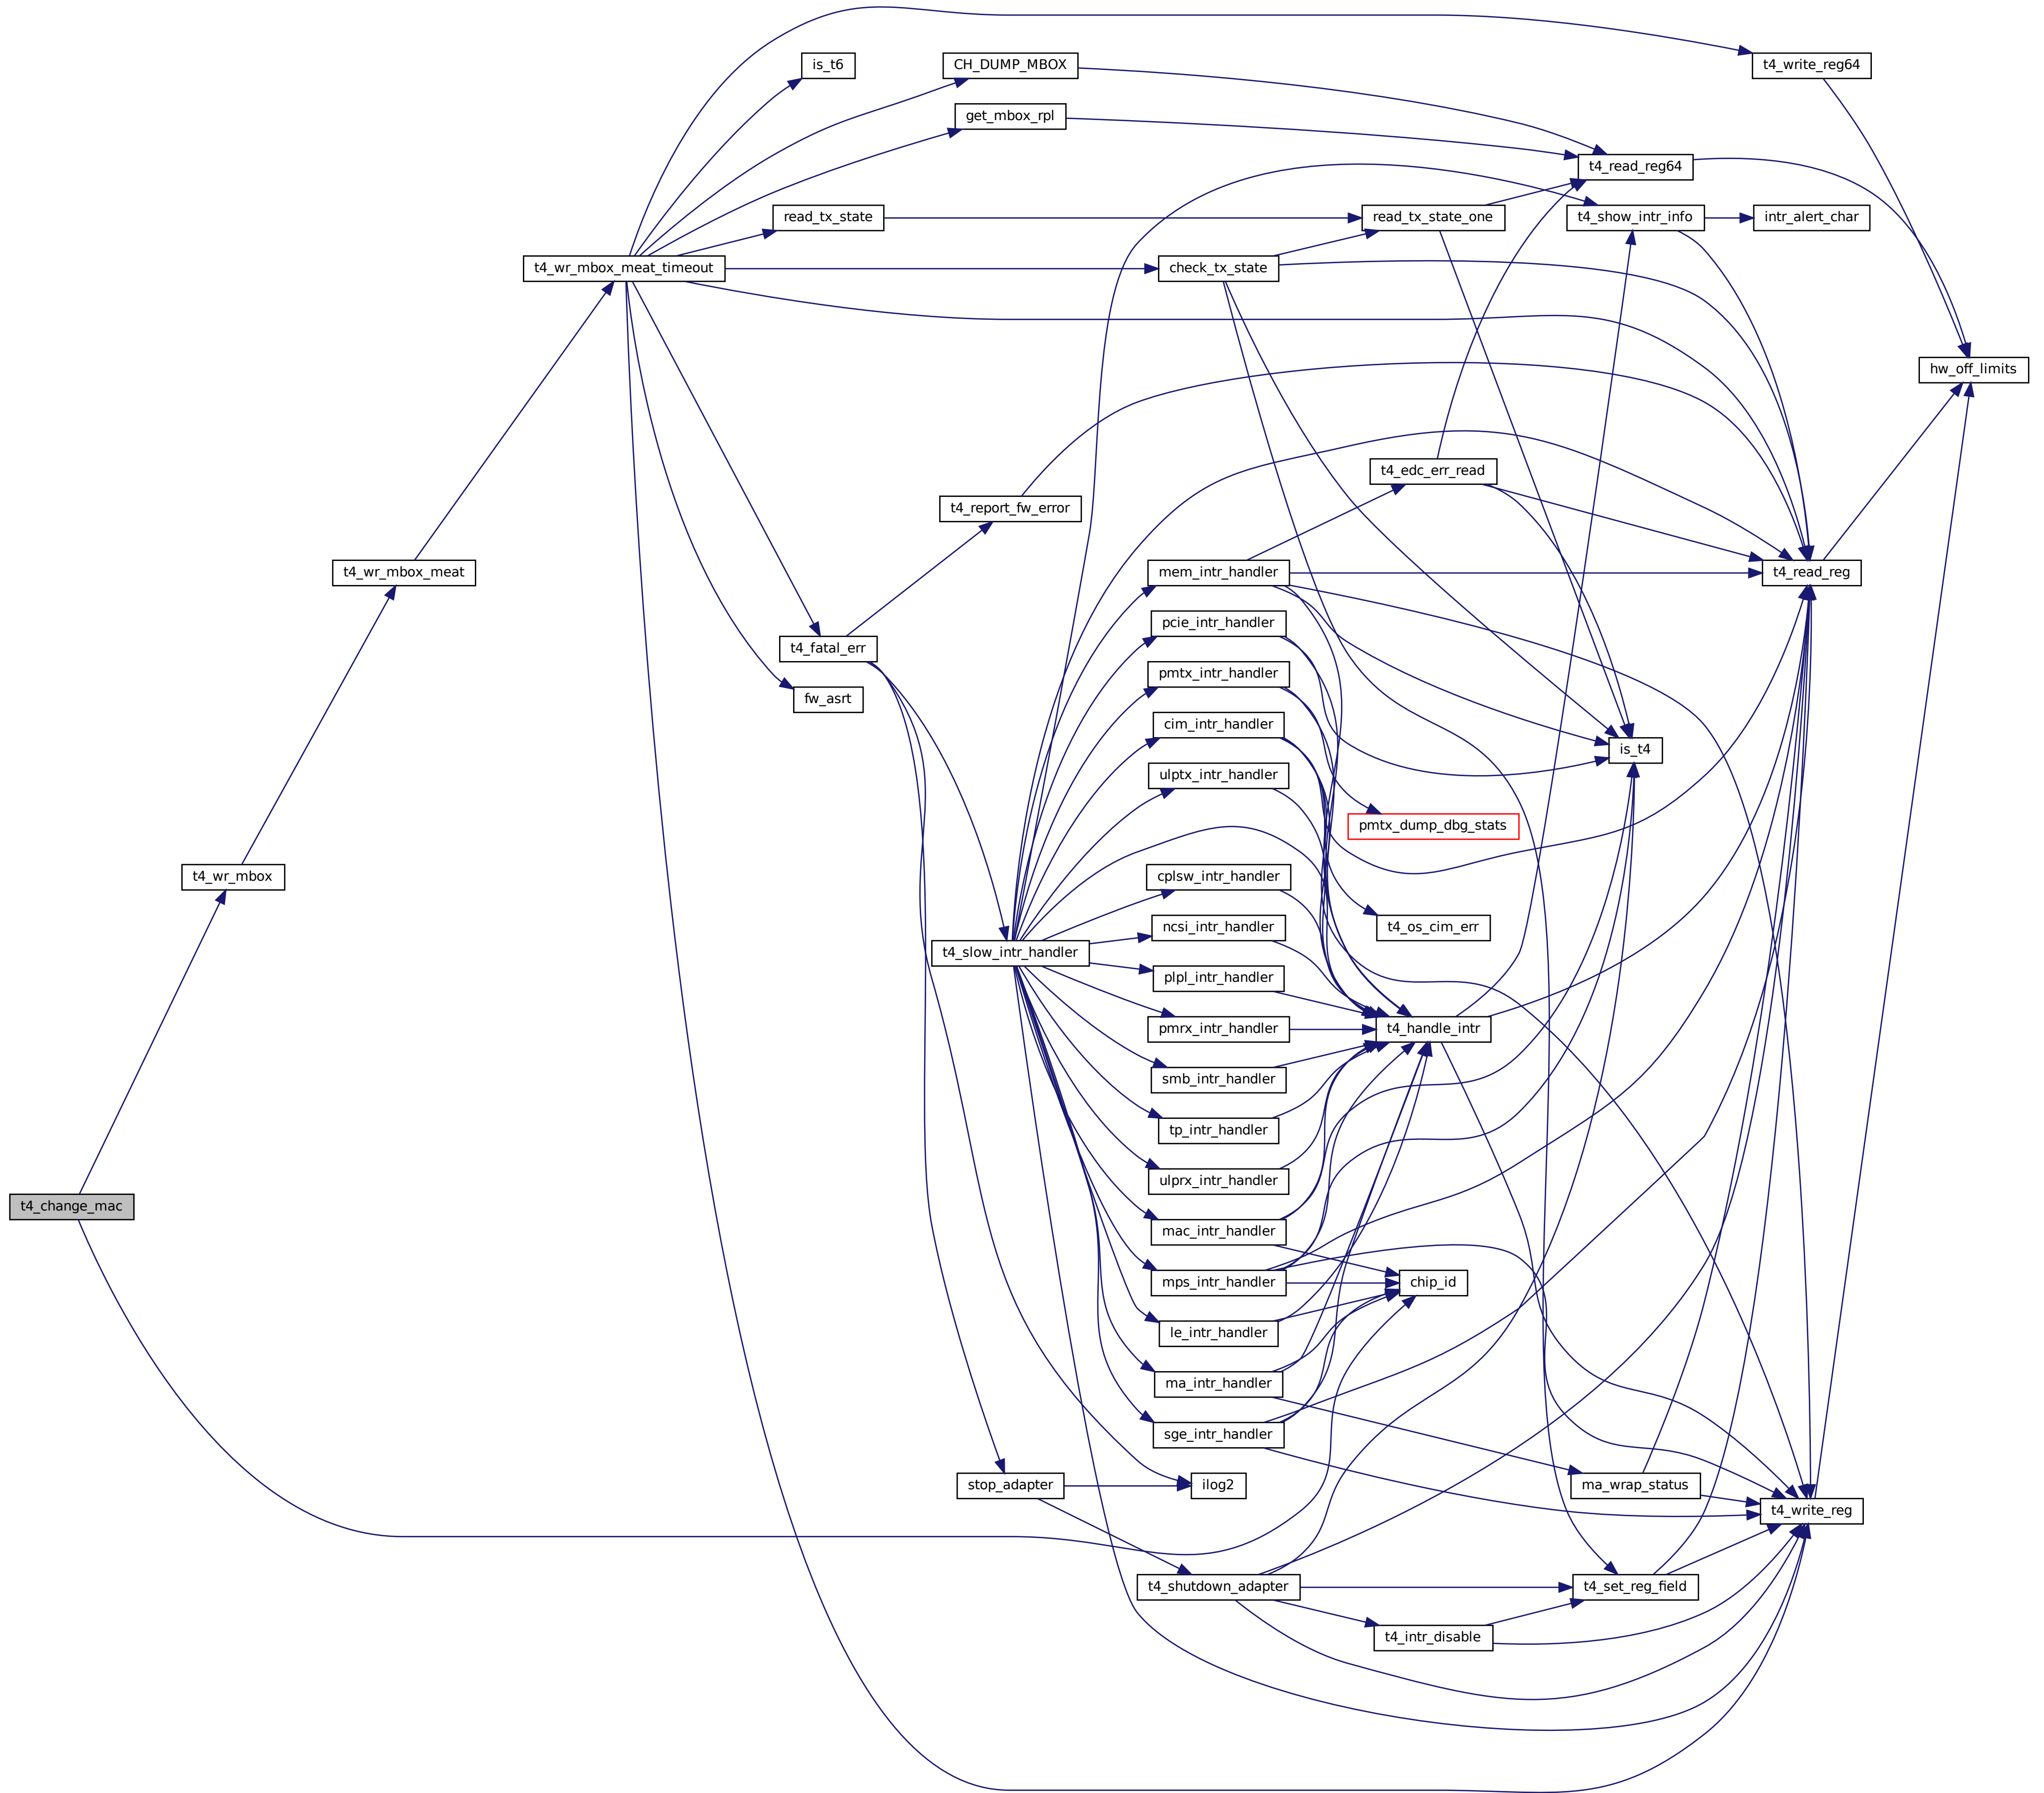 t4_write_reg64
is_t6
CH_DUMP_MBOX
get_mbox_rpl
t4_read_reg64
read_tx_state
read_tx_state_one
t4_show_intr_info
intr_alert_char
t4_wr_mbox_meat_timeout
check_tx_state
hw_off_limits
t4_edc_err_read
t4_report_fw_error
t4_wr_mbox_meat
mem_intr_handler
t4_read_reg
pcie_intr_handler
t4_fatal_err
pmtx_intr_handler
fw_asrt
cim_intr_handler
is_t4
ulptx_intr_handler
pmtx_dump_dbg_stats
t4_wr_mbox
cplsw_intr_handler
ncsi_intr_handler
t4_os_cim_err
t4_slow_intr_handler
plpl_intr_handler
pmrx_intr_handler
t4_handle_intr
smb_intr_handler
tp_intr_handler
ulprx_intr_handler
t4_change_mac
mac_intr_handler
mps_intr_handler
chip_id
le_intr_handler
ma_intr_handler
sge_intr_handler
stop_adapter
ilog2
ma_wrap_status
t4_write_reg
t4_shutdown_adapter
t4_set_reg_field
t4_intr_disable